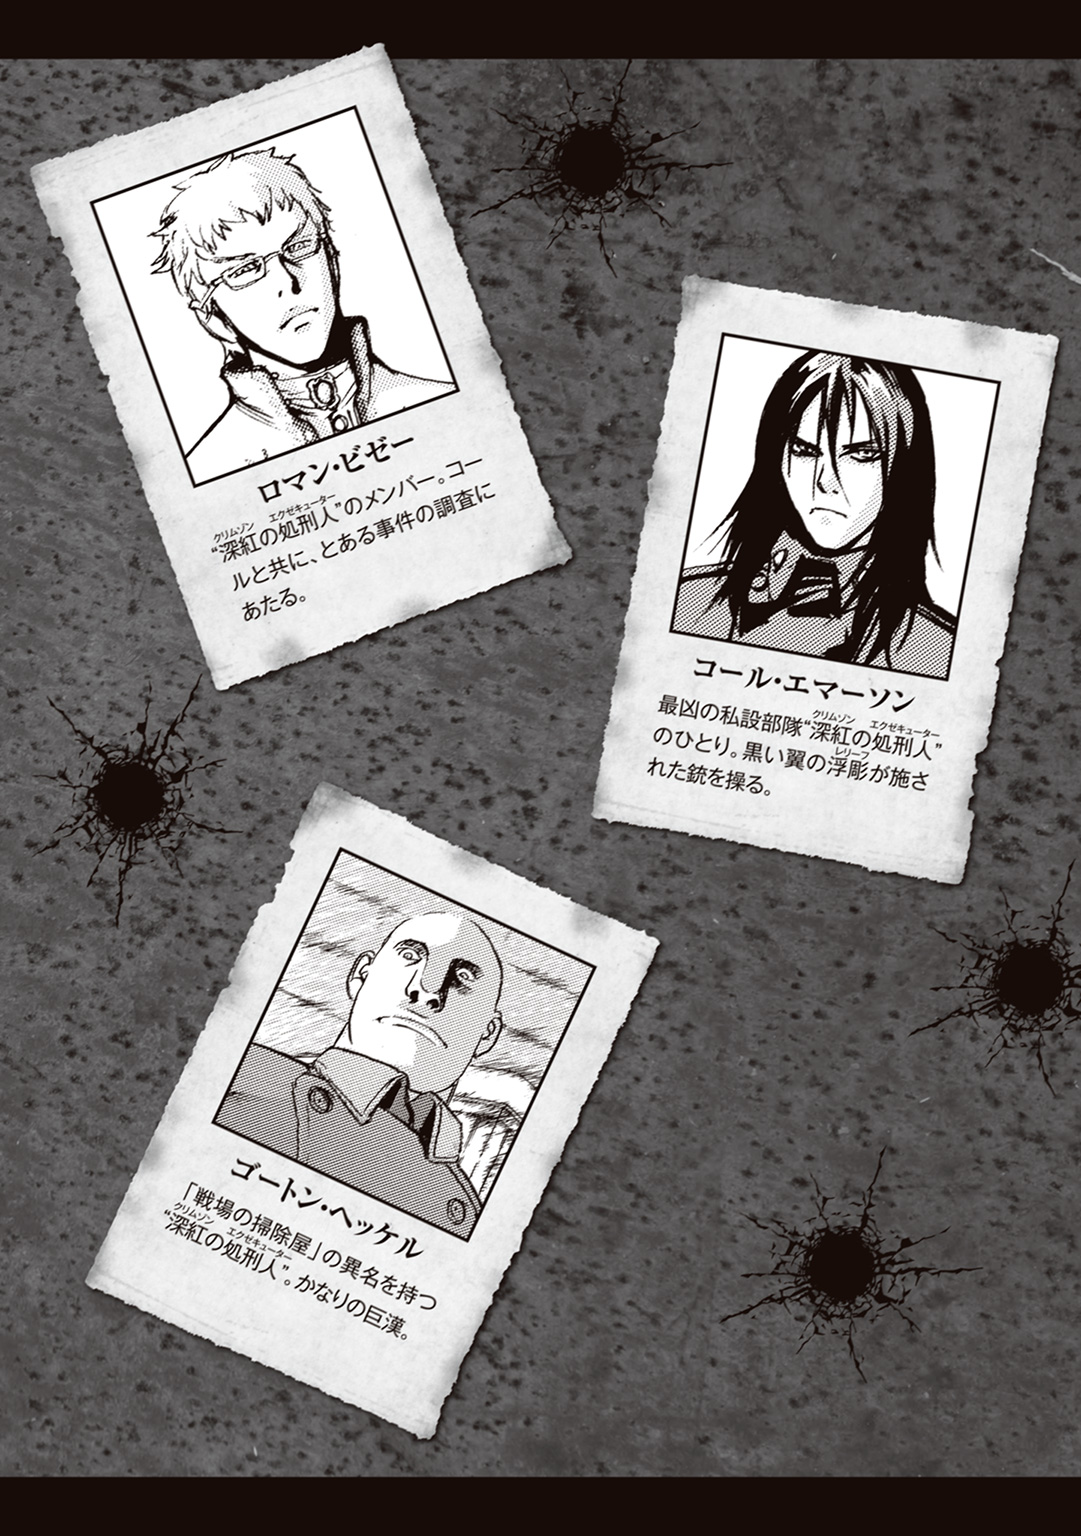 ロマン・ビゼー
クリムゾン エクゼキューター
“深紅の処刑人”のメンバー。コー
ルと共に、とある事件の調査に
あたる。
コール・エマーソン
クリムゾン エクゼキューター
最凶の私設部隊“深紅の処刑人”
レリーフ
のひとり。黒い翼の浮彫が施さ
れた銃を操る。
ゴートン・ヘッケル
「戦場の掃除屋」の異名を持つ
クリムゾン エクゼキューター
“深紅の処刑人”。かなりの巨漢。